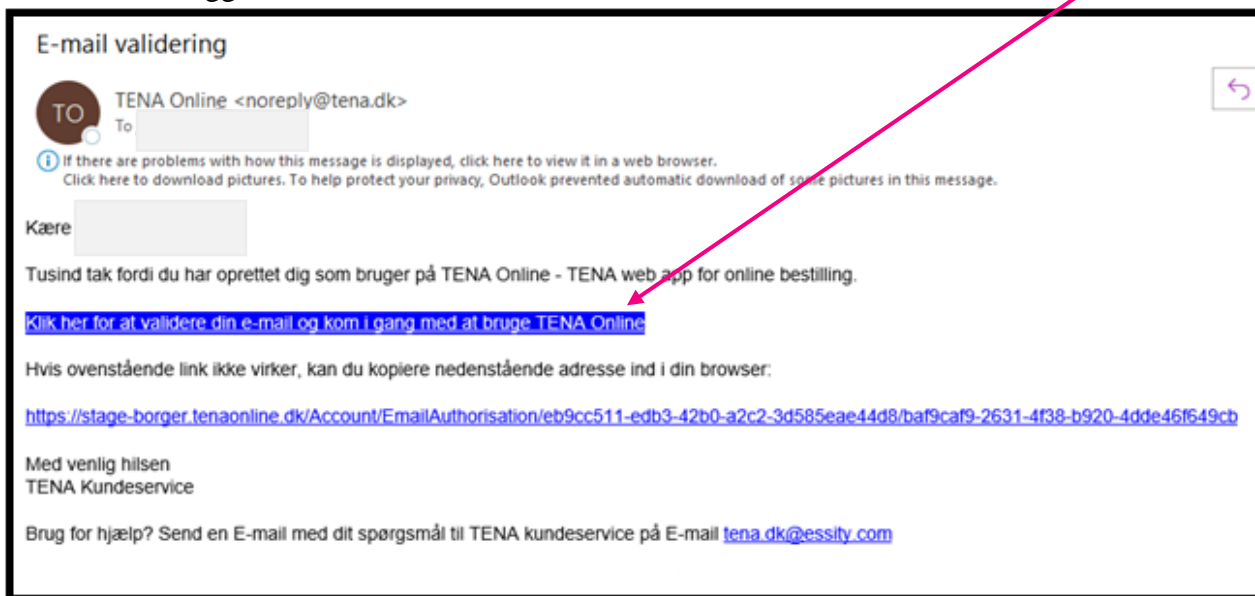 E-mail validering
TO
TENA Online <noreply@tena.dk>
To
If there are problems with how this message is displayed, click here to view it in a web browser.
Click here to download pictures. To help protect your privacy, Outlook prevented automatic download of some pictures in this message.
Kære
Tusind tak fordi du har oprettet dig som bruger på TENA Online - TENA web app for online bestilling.
Klik her for at validere din e-mail og kom i gang med at bruge TENA Online
Hvis ovenstående link ikke virker, kan du kopiere nedenstående adresse ind i din browser:
https://stage-borger.tenaonline.dk/Account/EmailAuthorisation/eb9cc511-edb3-42b0-a2c2-3d585eae44d8/baf9caf9-2631-4f38-b920-4dde46f649cb
Med venlig hilsen
TENA Kundeservice
Brug for hjælp? Send en E-mail med dit spørgsmål til TENA kundeservice på E-mail tena.dk@essity.com